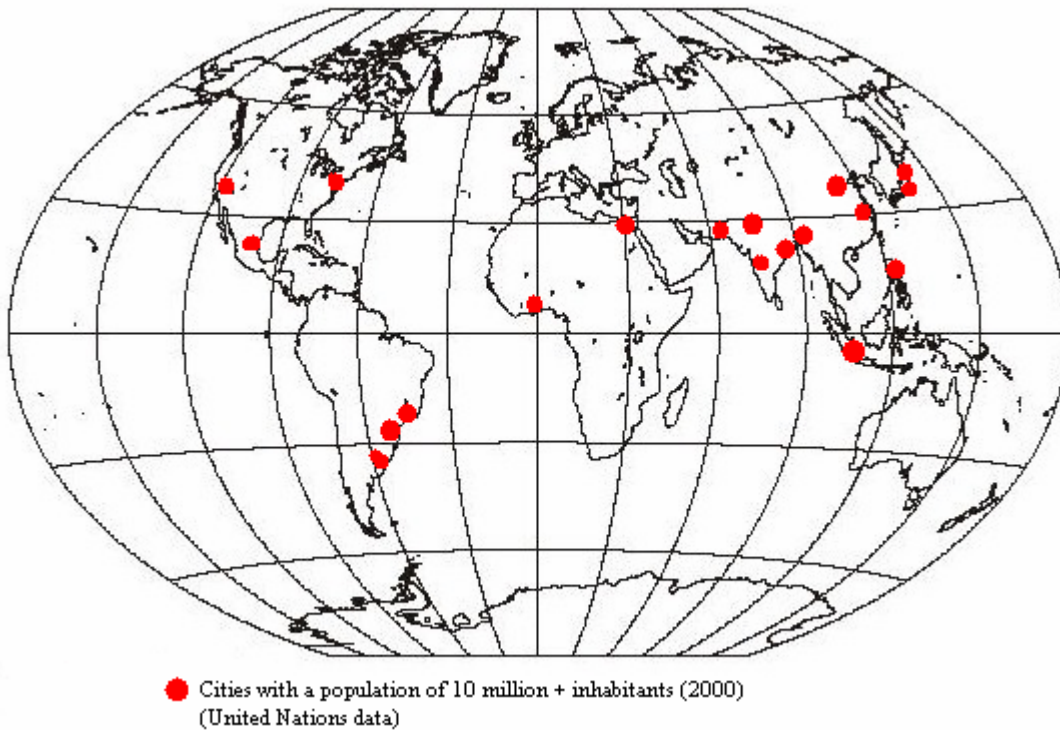 Cities with a population of 10 million + inhabitants (2000)
(United Nations data)